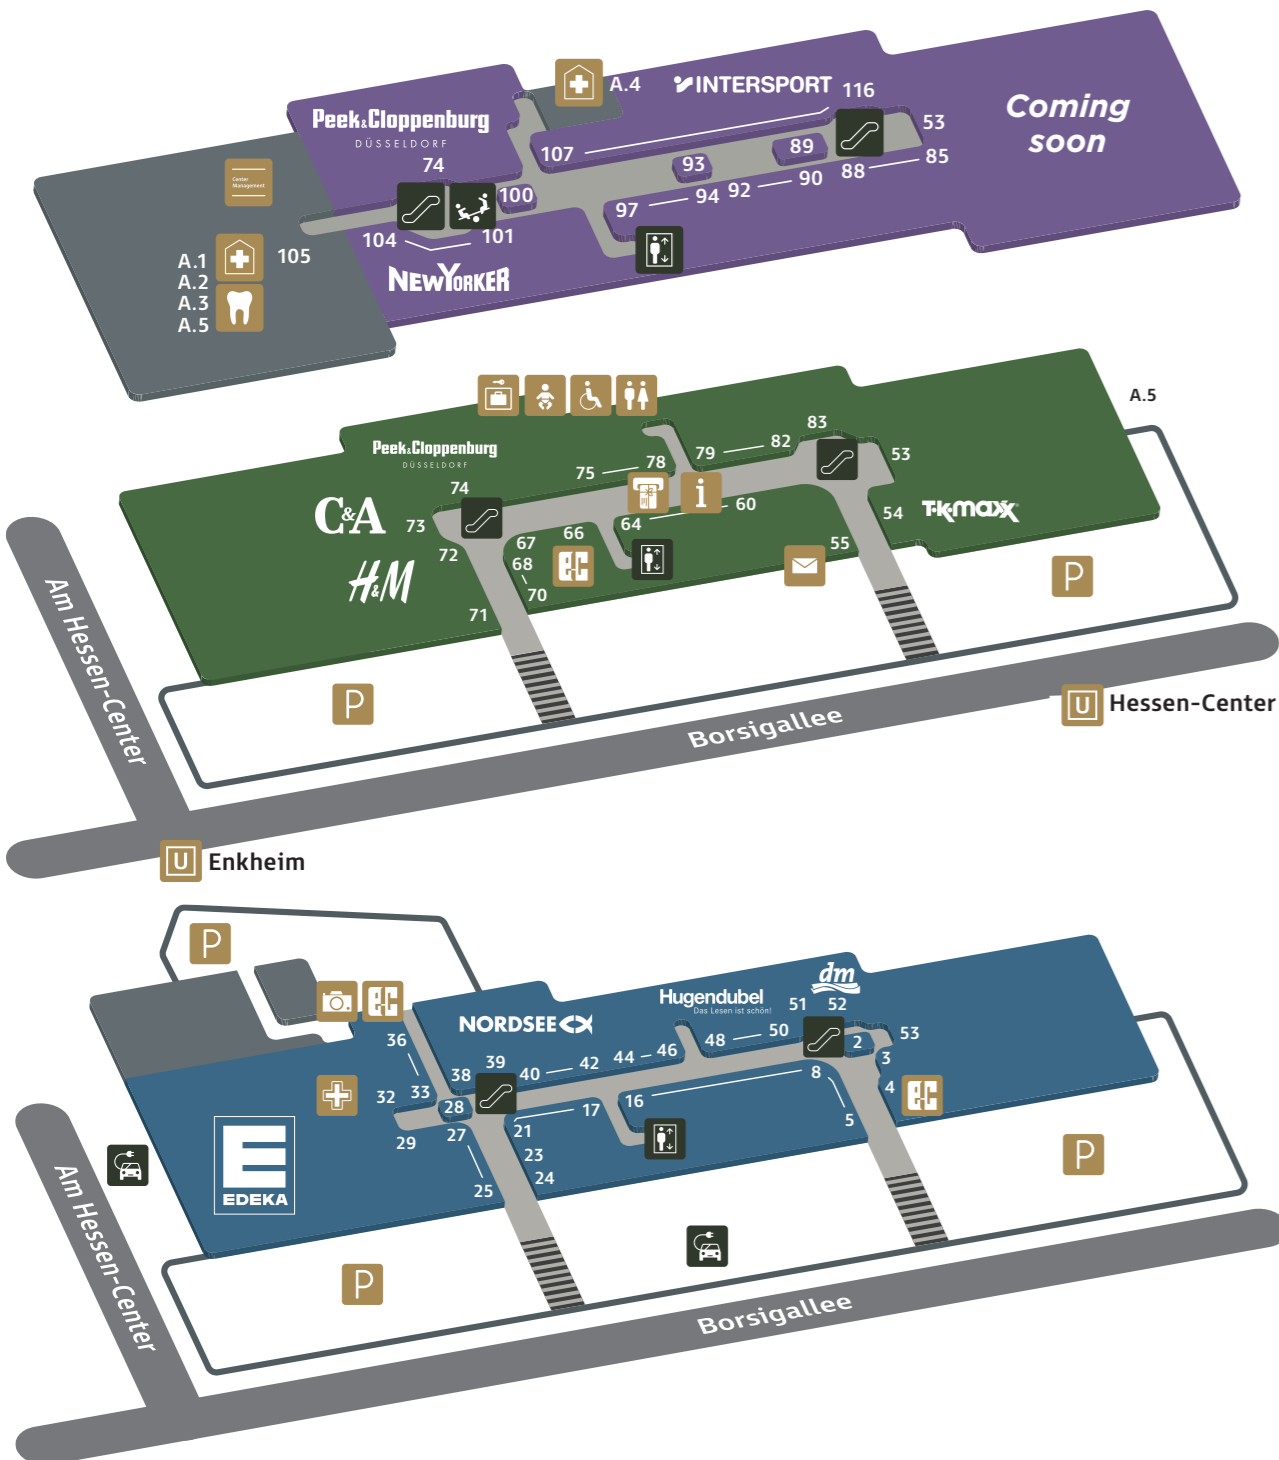 A.4
INTERSPORT
116
Coming
soon
Peek&Cloppenburg
DÜSSELDORF
53
107
89
74
93
85
88
90
92
94
97
100
Center
Management
104
101
105
A.1
A.2
A.3
A.5
NEWYORKER
A.5
83
82
79
53
Peek&Cloppenburg
DÜSSELDORF
78
75
74
C&A
73
60
64
66
67
54
T·K·maxx
55
72
68
70
H&M
71
P
P
Am Hessen-Center
Borsigallee
U Hessen-Center
U Enkheim
P
dm
Hugendubel
Das Lesen ist schön!
51
52
NORDSEE
53
50
48
2
3
36
46
44
42
40
39
38
33
32
28
29
27
8
4
5
16
17
21
23
24
25
EDEKA
P
P
Am Hessen-Center
Borsigallee